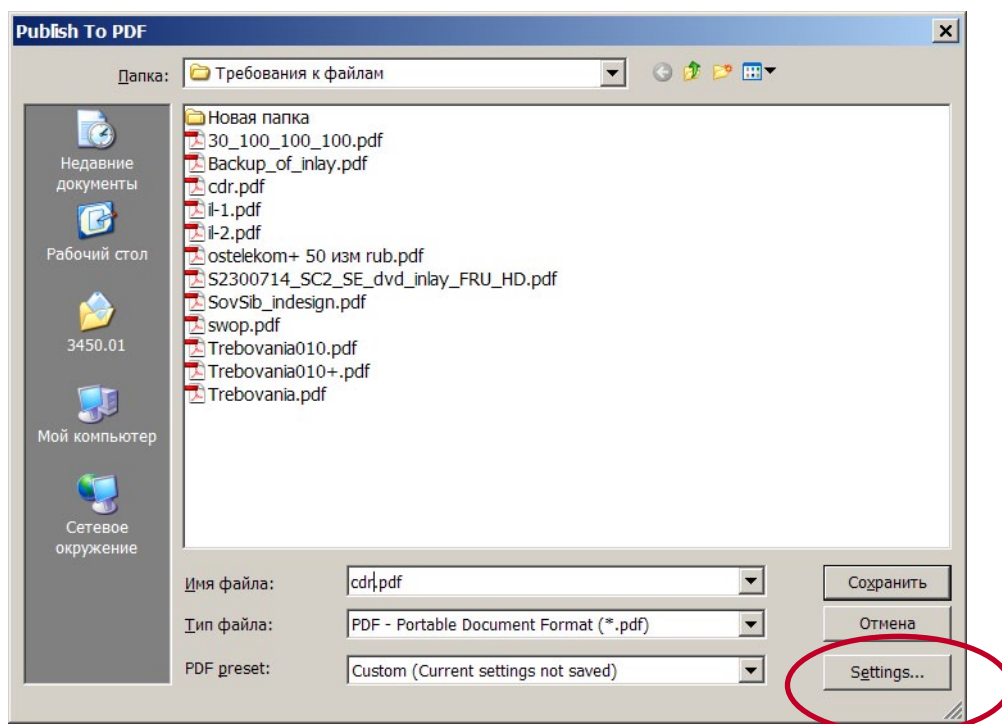 Publish To PDF
Папка:
Требования к файлам
Недавние
документы
Рабочий стол
3450.01
Мой компьютер
Сетевое
окружение
Новая папка
30_100_100_100.pdf
Backup_of_inlay.pdf
cdr.pdf
il-1.pdf
il-2.pdf
ostelekom+ 50 изм rub.pdf
S2300714_SC2_SE_dvd_inlay_FRU_HD.pdf
SovSib_indesign.pdf
swop.pdf
Trebovania010.pdf
Trebovania010+.pdf
Trebovania.pdf
Имя файла:
cdr.pdf
Сохранить
Тип файла:
PDF - Portable Document Format (*.pdf)
Отмена
PDF preset:
Custom (Current settings not saved)
Settings...